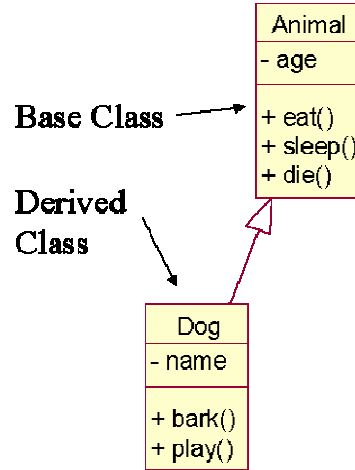 Animal
- age
+ eat()
+ sleep()
+ die()
Base Class
Derived
Class
Dog
- name
+ bark()
+ play()